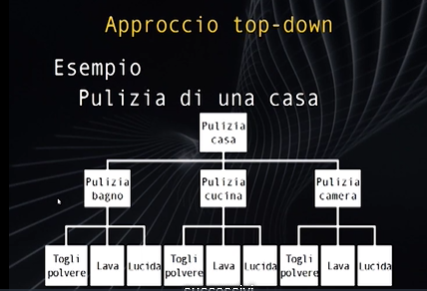 Approccio top-down
Esempio
Pulizia di una casa
Pulizia
casa
Pulizia
bagno
Pulizia
cucina
Pulizia
camera
Togli
polvere
Lava
Lucida
Togli
polvere
Lava
Lucida
Togli
polvere
Lava
Lucida